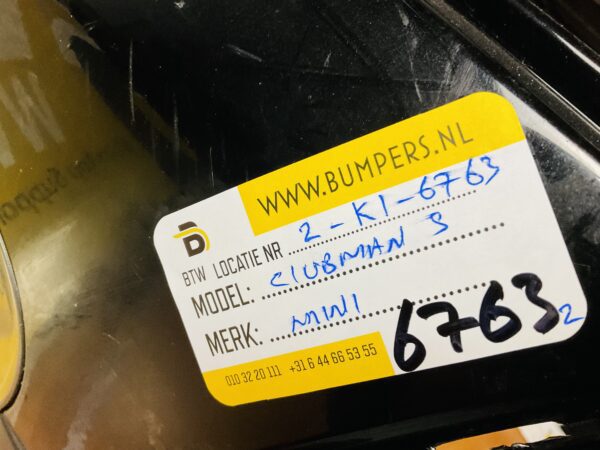 WWW.BUMPERS.NL
BTW LOCATIE NR 2-K1-6763
MODEL: CLUBMAN S
MERK: MINI
6763 2
010 32 20 111 +31 6 44 66 53 55